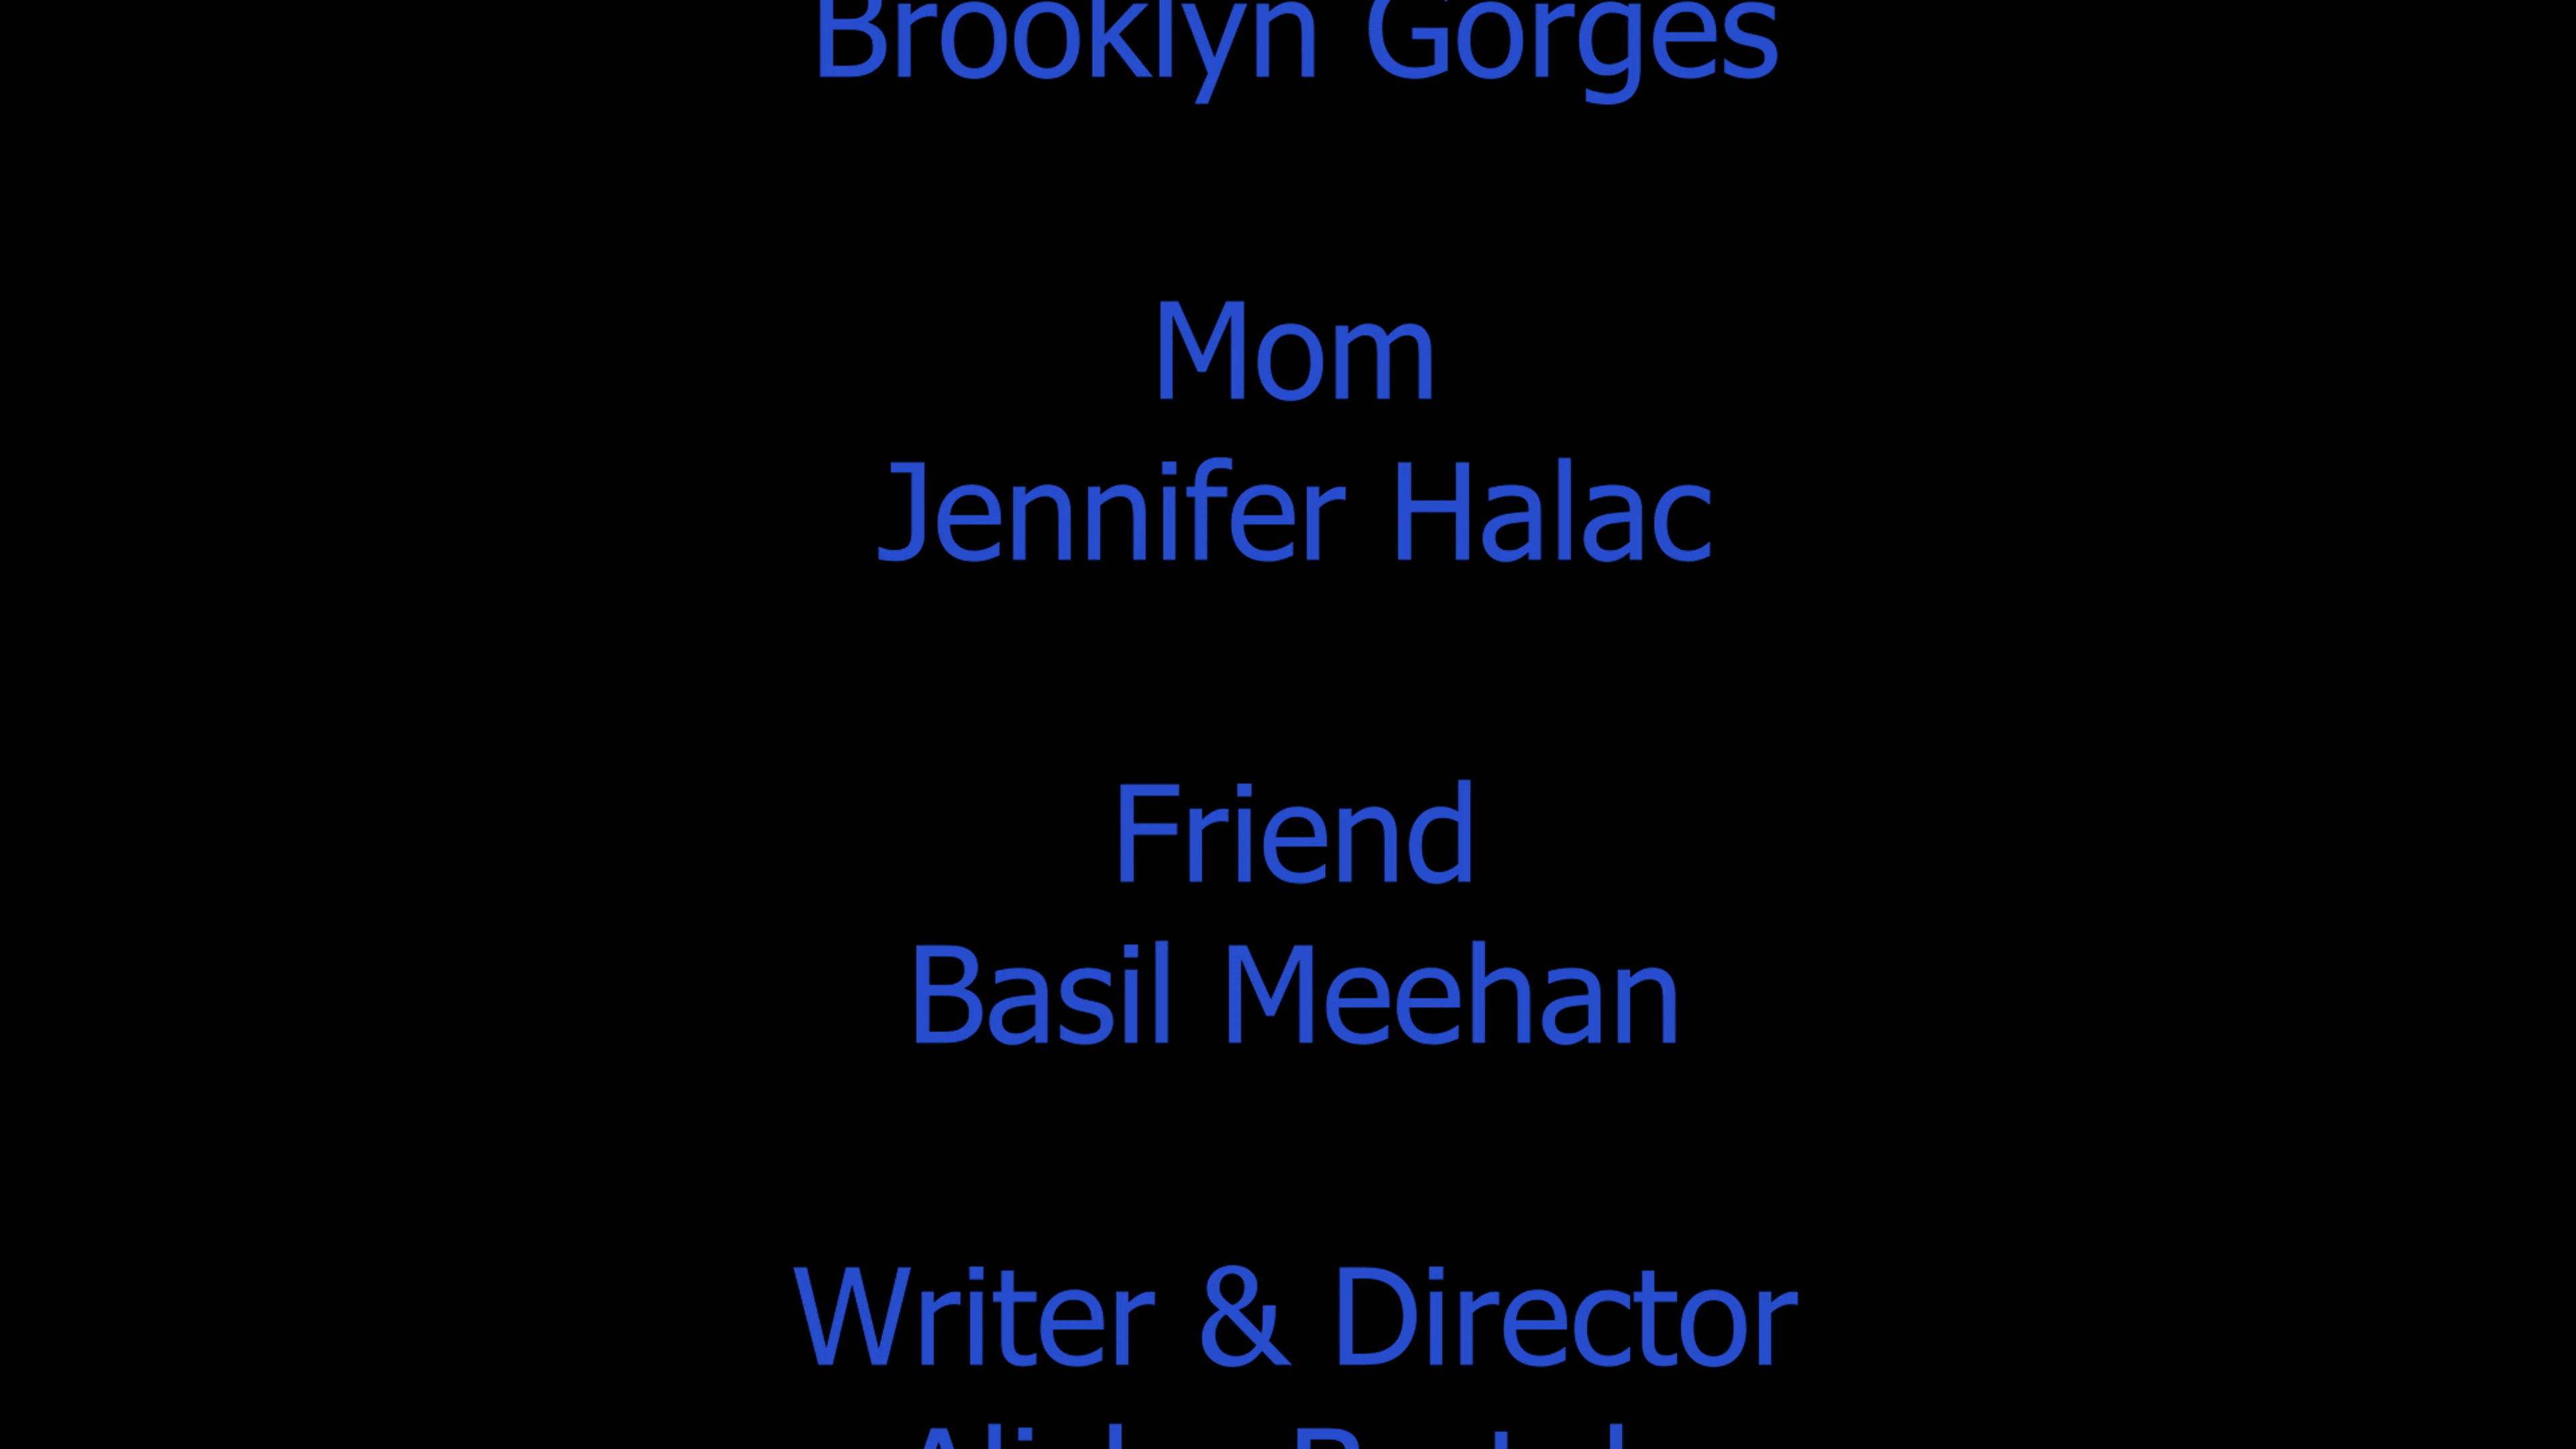 Brooklyn Gorges
Mom
Jennifer Halac
Friend
Basil Meehan
Writer & Director